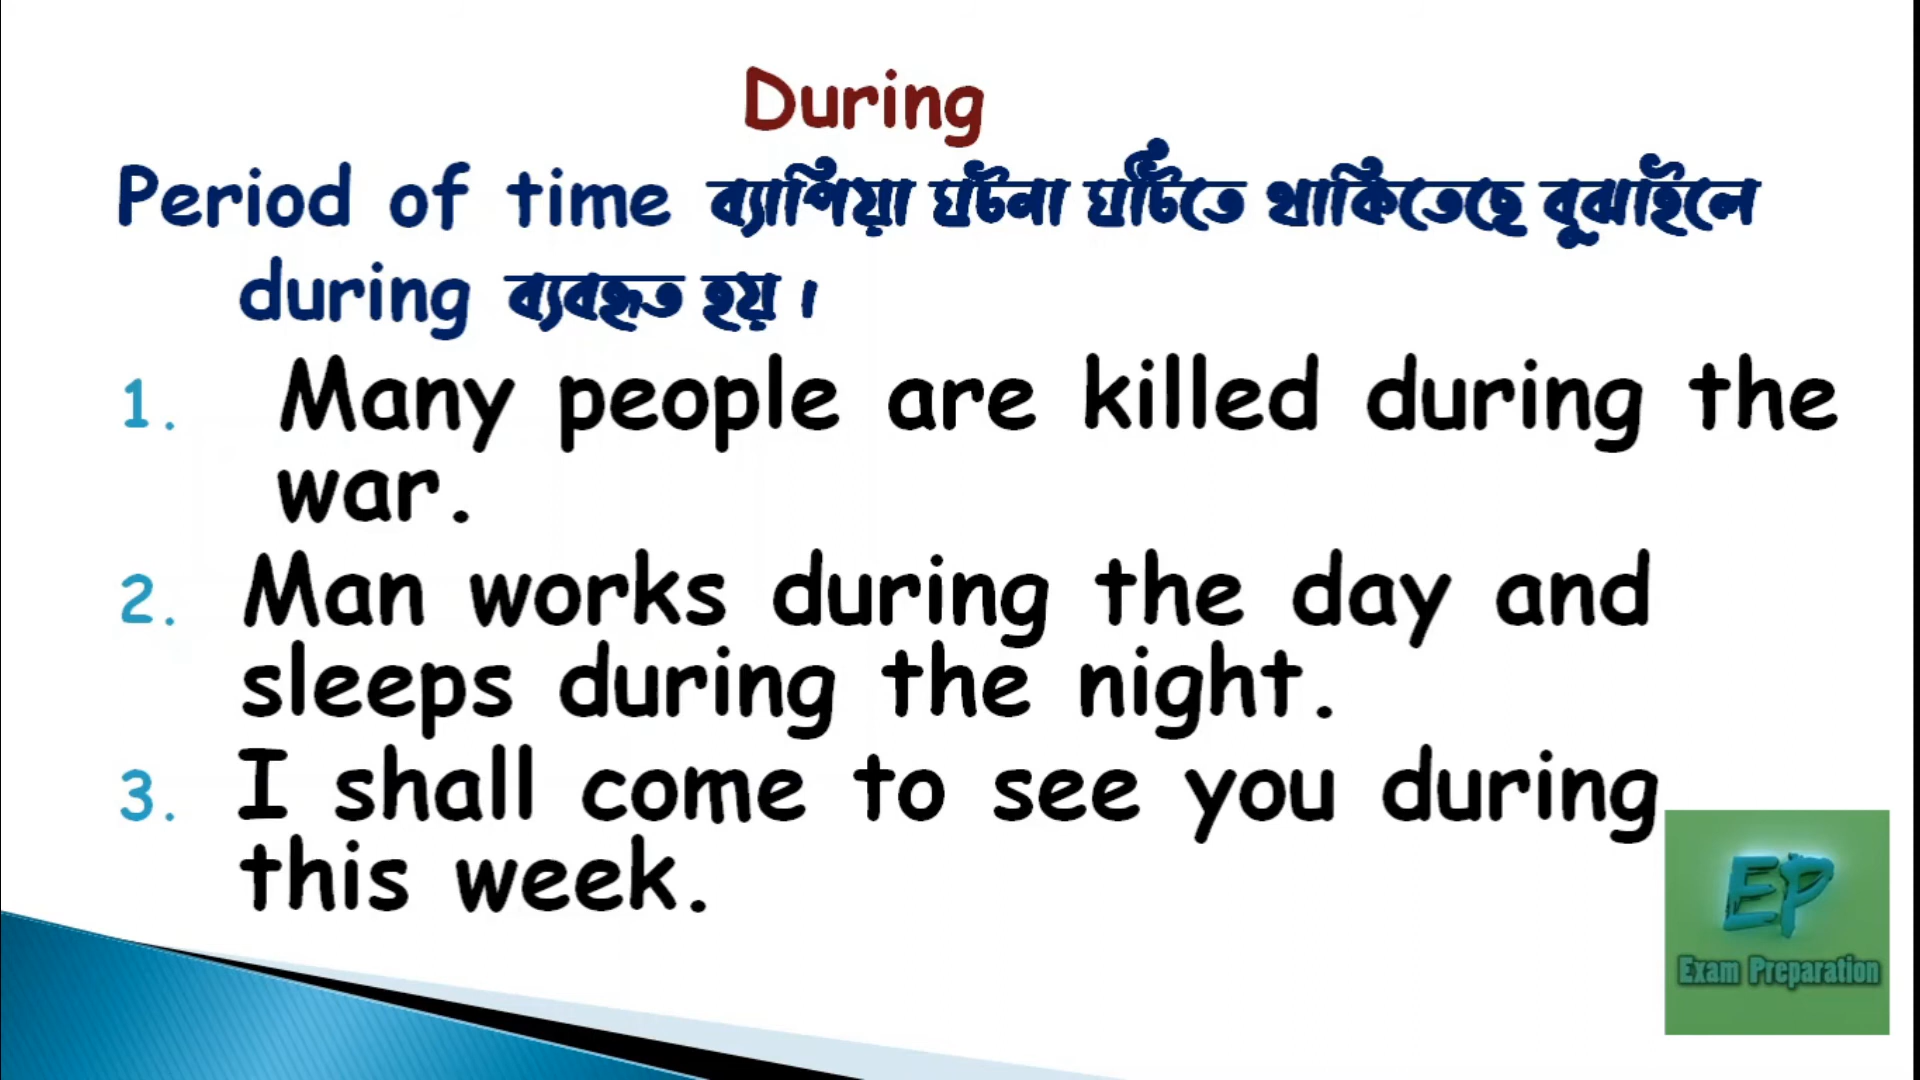 During
Period of time ব্যাপিয়া ঘটনা ঘটিতে থাকিতেছে বুঝাইলে
during ব্যবহৃত হয় ।
1. Many people are killed during the
war.
2. Man works during the day and
sleeps during the night.
3. I shall come to see you during
this week.
EP
Exam Preparation